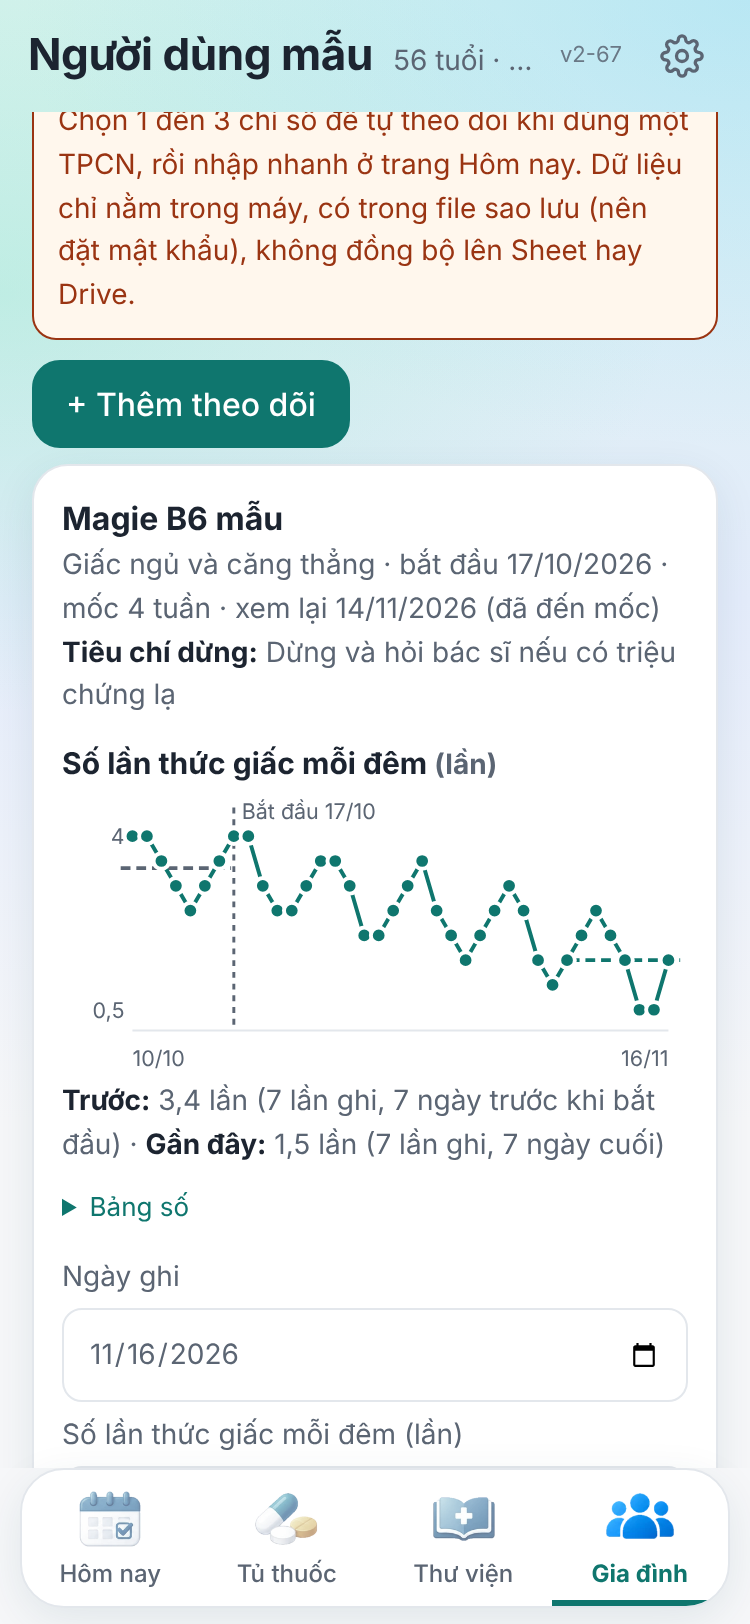 Người dùng mẫu 56 tuổi · ... v2-67
Chọn 1 đến 3 chỉ số để tự theo dõi khi dùng một
TPCN, rồi nhập nhanh ở trang Hôm nay. Dữ liệu
chỉ nằm trong máy, có trong file sao lưu (nên
đặt mật khẩu), không đồng bộ lên Sheet hay
Drive.
+ Thêm theo dõi
Magie B6 mẫu
Giấc ngủ và căng thẳng · bắt đầu 17/10/2026 ·
mốc 4 tuần · xem lại 14/11/2026 (đã đến mốc)
Tiêu chí dừng: Dừng và hỏi bác sĩ nếu có triệu
chứng lạ
Số lần thức giấc mỗi đêm (lần)
Bắt đầu 17/10
4
0,5
10/10 16/11
Trước: 3,4 lần (7 lần ghi, 7 ngày trước khi bắt
đầu) · Gần đây: 1,5 lần (7 lần ghi, 7 ngày cuối)
▶ Bảng số
Ngày ghi
11/16/2026
Số lần thức giấc mỗi đêm (lần)
Hôm nay Tủ thuốc Thư viện Gia đình